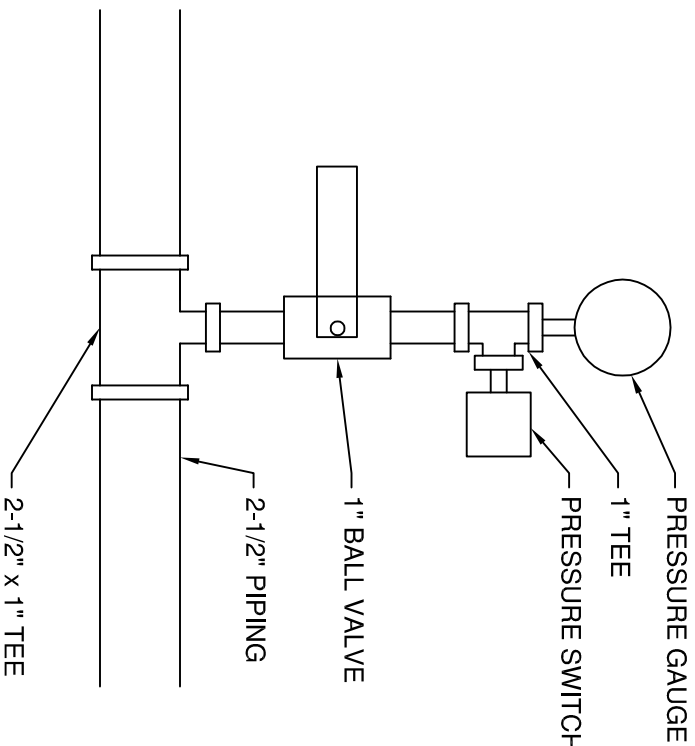 PRESSURE GAUGE
1" TEE
PRESSURE SWITCH
1" BALL VALVE
2-1/2" PIPING
2-1/2" x 1" TEE